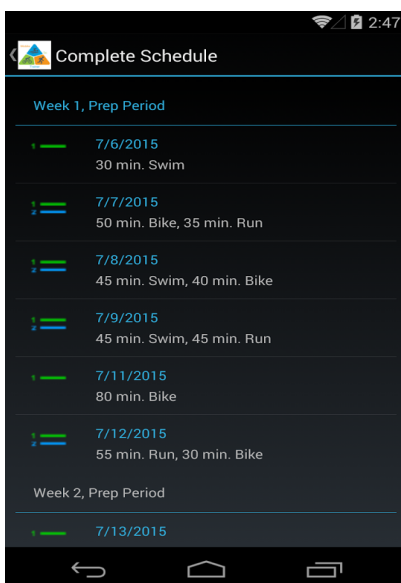 2:47
Complete Schedule
Week 1, Prep Period
1
7/6/2015
30 min. Swim
1
2
7/7/2015
50 min. Bike, 35 min. Run
1
2
7/8/2015
45 min. Swim, 40 min. Bike
1
2
7/9/2015
45 min. Swim, 45 min. Run
1
7/11/2015
80 min. Bike
1
2
7/12/2015
55 min. Run, 30 min. Bike
Week 2, Prep Period
1
7/13/2015